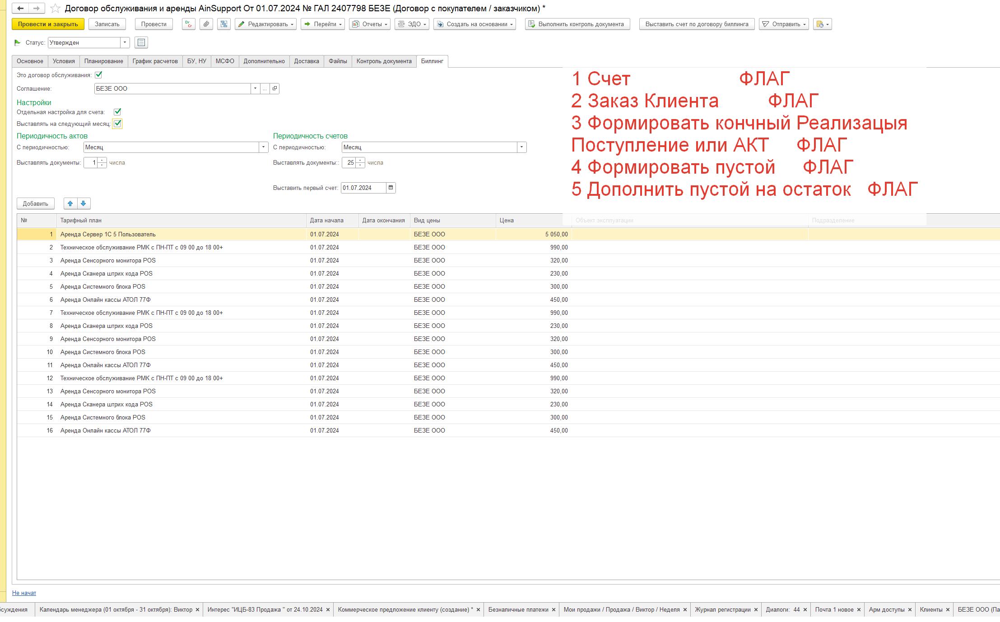 Договор обслуживания и аренды AinSupport От 01.07.2024 № ГАЛ 2407798 БЕЗЕ (Договор с покупателем / заказчиком) *
Провести и закрыть Записать Провести Dr Cr Редактировать Перейти Отчеты ЭДО Создать на основании Выполнить контроль документа Выставить счет по договору биллинга Отправить
Статус: Утвержден
Основное Условия Планирование График расчетов БУ, НУ МСФО Дополнительно Доставка Файлы Контроль документа Биллинг
Это договор обслуживания:
Соглашение: БЕЗЕ ООО ...
Настройки
Отдельная настройка для счета:
Выставлять на следующий месяц:
Периодичность актов Периодичность счетов
С периодичностью: Месяц С периодичностью: Месяц
Выставлять документы: 1 числа Выставлять документы:: 25 числа
Выставить первый счет: 01.07.2024
1 Счет ФЛАГ
2 Заказ Клиента ФЛАГ
3 Формировать кончный Реализацыя
Поступление или АКТ ФЛАГ
4 Формировать пустой ФЛАГ
5 Дополнить пустой на остаток ФЛАГ
Добавить
№ Тарифный план Дата начала Дата окончания Вид цены Цена Объект эксплуатации Подразделение
1 Аренда Сервер 1С 5 Пользователь 01.07.2024 БЕЗЕ ООО 5 050,00
2 Техническое обслуживание РМК с ПН-ПТ с 09 00 до 18 00+ 01.07.2024 БЕЗЕ ООО 990,00
3 Аренда Сенсорного монитора POS 01.07.2024 БЕЗЕ ООО 320,00
4 Аренда Сканера штрих кода POS 01.07.2024 БЕЗЕ ООО 230,00
5 Аренда Системного блока POS 01.07.2024 БЕЗЕ ООО 300,00
6 Аренда Онлайн кассы АТОЛ 77Ф 01.07.2024 БЕЗЕ ООО 450,00
7 Техническое обслуживание РМК с ПН-ПТ с 09 00 до 18 00+ 01.07.2024 БЕЗЕ ООО 990,00
8 Аренда Сканера штрих кода POS 01.07.2024 БЕЗЕ ООО 230,00
9 Аренда Сенсорного монитора POS 01.07.2024 БЕЗЕ ООО 320,00
10 Аренда Системного блока POS 01.07.2024 БЕЗЕ ООО 300,00
11 Аренда Онлайн кассы АТОЛ 77Ф 01.07.2024 БЕЗЕ ООО 450,00
12 Техническое обслуживание РМК с ПН-ПТ с 09 00 до 18 00+ 01.07.2024 БЕЗЕ ООО 990,00
13 Аренда Сенсорного монитора POS 01.07.2024 БЕЗЕ ООО 320,00
14 Аренда Сканера штрих кода POS 01.07.2024 БЕЗЕ ООО 230,00
15 Аренда Системного блока POS 01.07.2024 БЕЗЕ ООО 300,00
16 Аренда Онлайн кассы АТОЛ 77Ф 01.07.2024 БЕЗЕ ООО 450,00
Не начат
суждения Календарь менеджера (01 октября - 31 октября): Виктор Интерес "ИЦБ-83 Продажа " от 24.10.2024 Коммерческое предложение клиенту (создание) * Безналичные платежи Мои продажи / Продажа / Виктор / Неделя Журнал регистрации Диалоги: 44 Почта 1 новое Арм доступы Клиенты БЕЗЕ ООО (Па